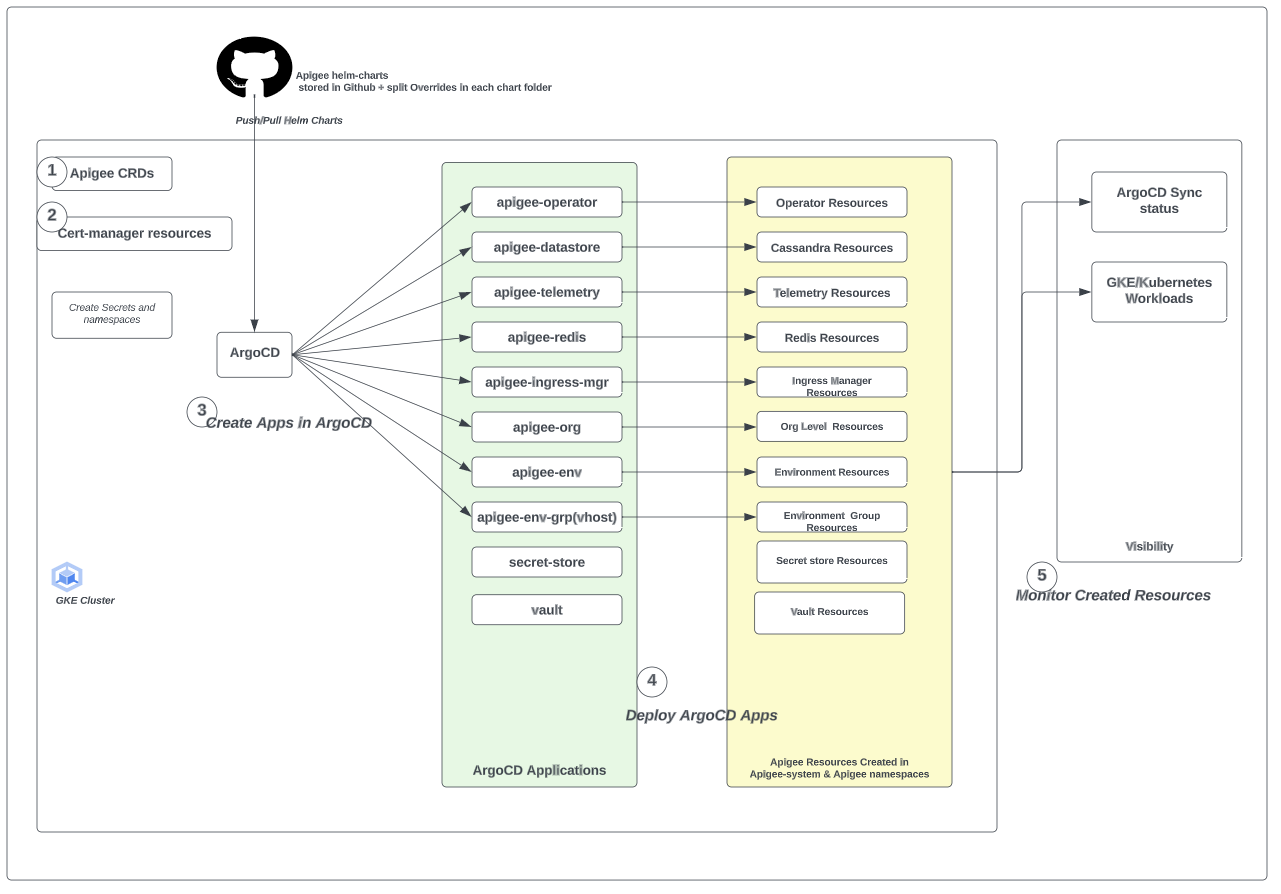 Apigee helm-charts
stored in Github + split Overrides in each chart folder
Push/Pull Helm Charts
1
Apigee CRDs
2
Cert-manager resources
Create Secrets and
namespaces
ArgoCD
3
Create Apps in ArgoCD
GKE Cluster
apigee-operator
apigee-datastore
apigee-telemetry
apigee-redis
apigee-ingress-mgr
apigee-org
apigee-env
apigee-env-grp(vhost)
secret-store
vault
ArgoCD Applications
4
Deploy ArgoCD Apps
Operator Resources
Cassandra Resources
Telemetry Resources
Redis Resources
Ingress Manager
Resources
Org Level  Resources
Environment Resources
Environment  Group
Resources
Secret store Resources
Vault Resources
Apigee Resources Created in
Apigee-system & Apigee namespaces
ArgoCD Sync
status
GKE/Kubernetes
Workloads
Visibility
5
Monitor Created Resources